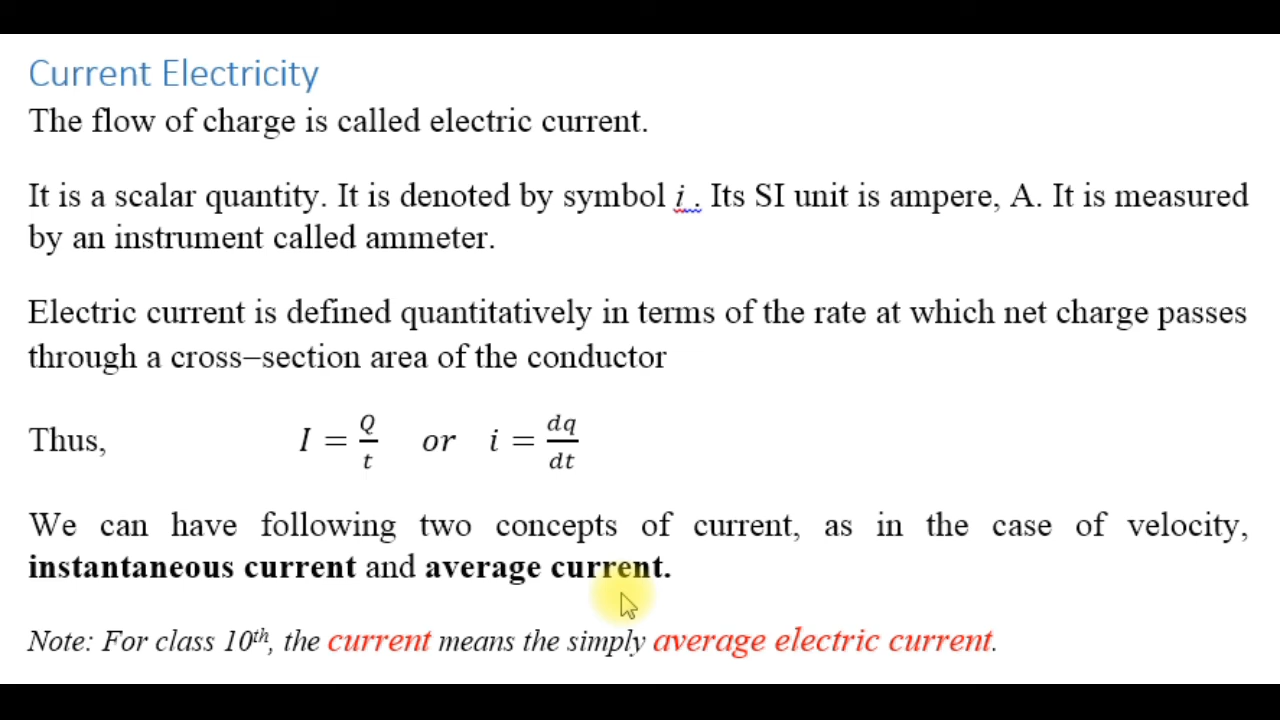 Current Electricity
The flow of charge is called electric current.
It is a scalar quantity. It is denoted by symbol i . Its SI unit is ampere, A. It is measured
by an instrument called ammeter.
Electric current is defined quantitatively in terms of the rate at which net charge passes
through a cross−section area of the conductor
Thus, I = Q/t or i = dq/dt
We can have following two concepts of current, as in the case of velocity,
instantaneous current and average current.
Note: For class 10th, the current means the simply average electric current.